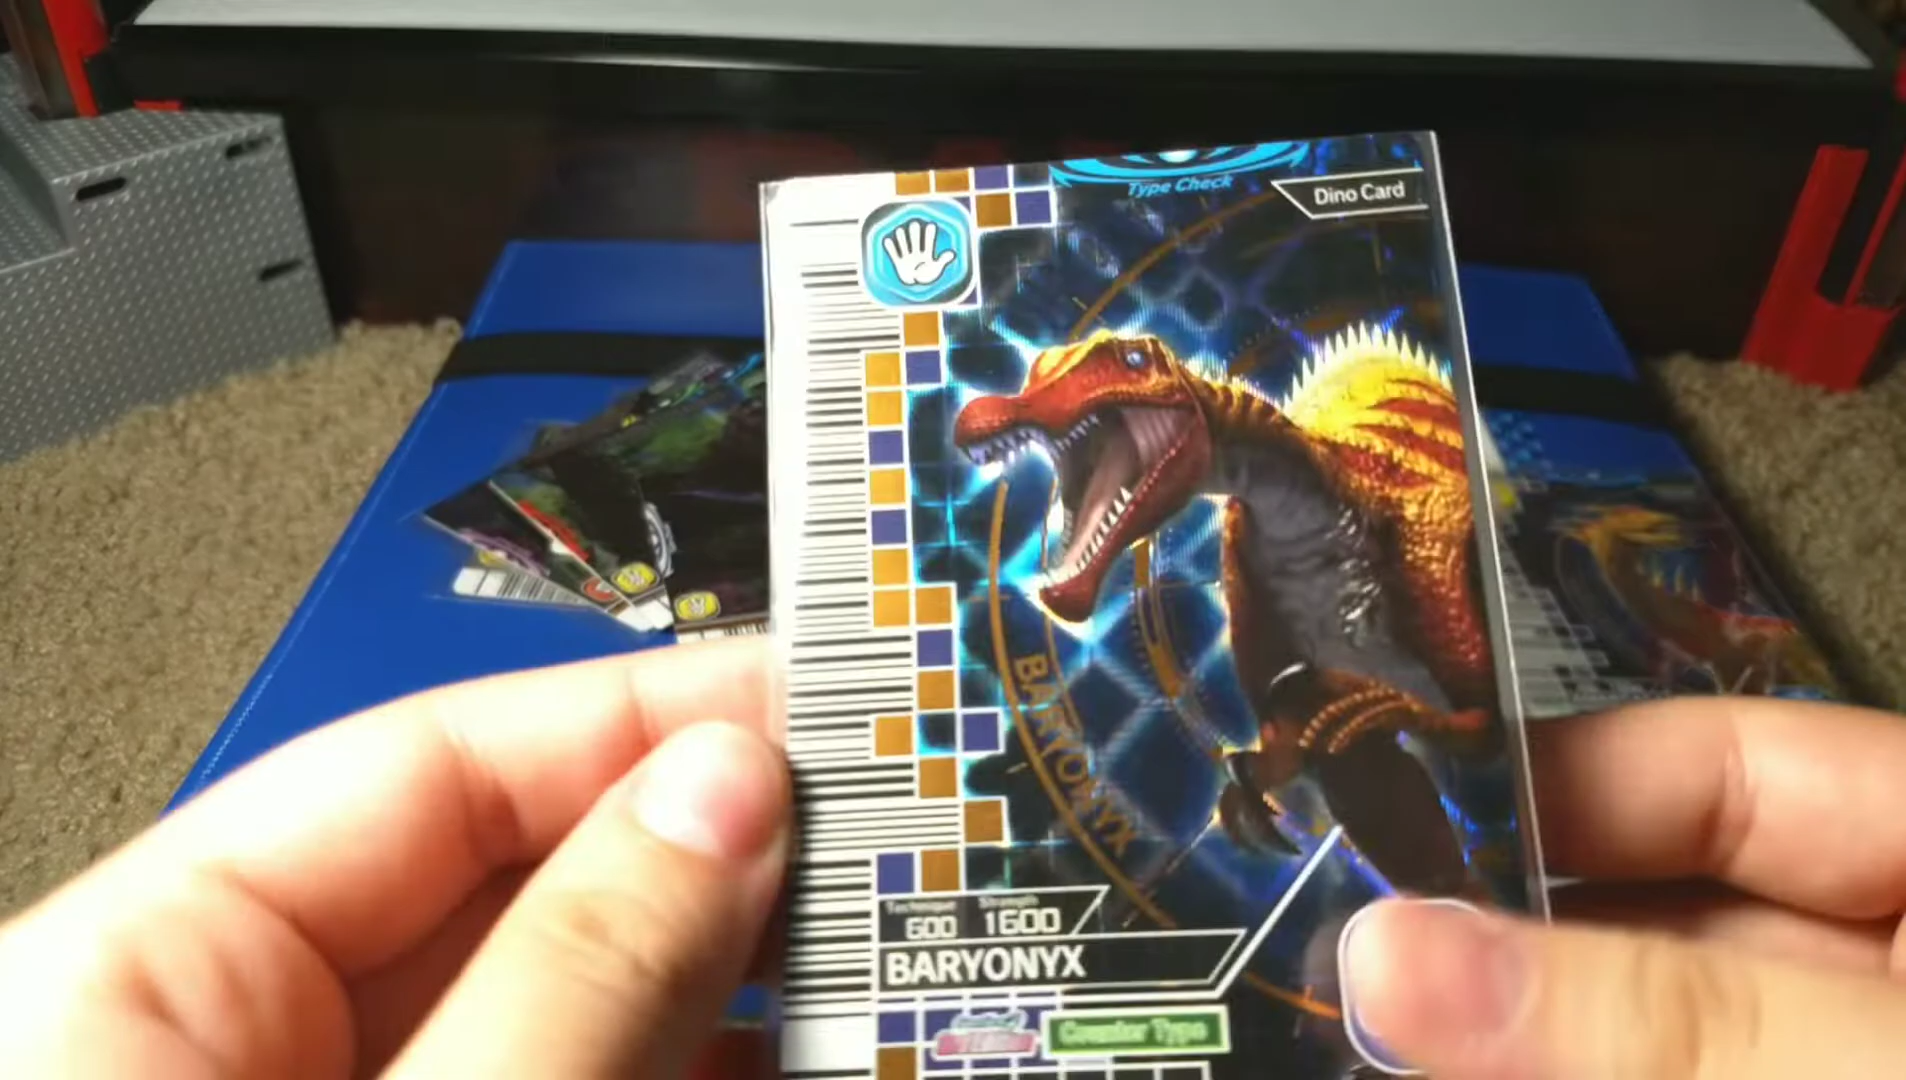 Type Check
Dino Card
BARYONYX
Technique Strength
600 1600
BARYONYX
Counter Type